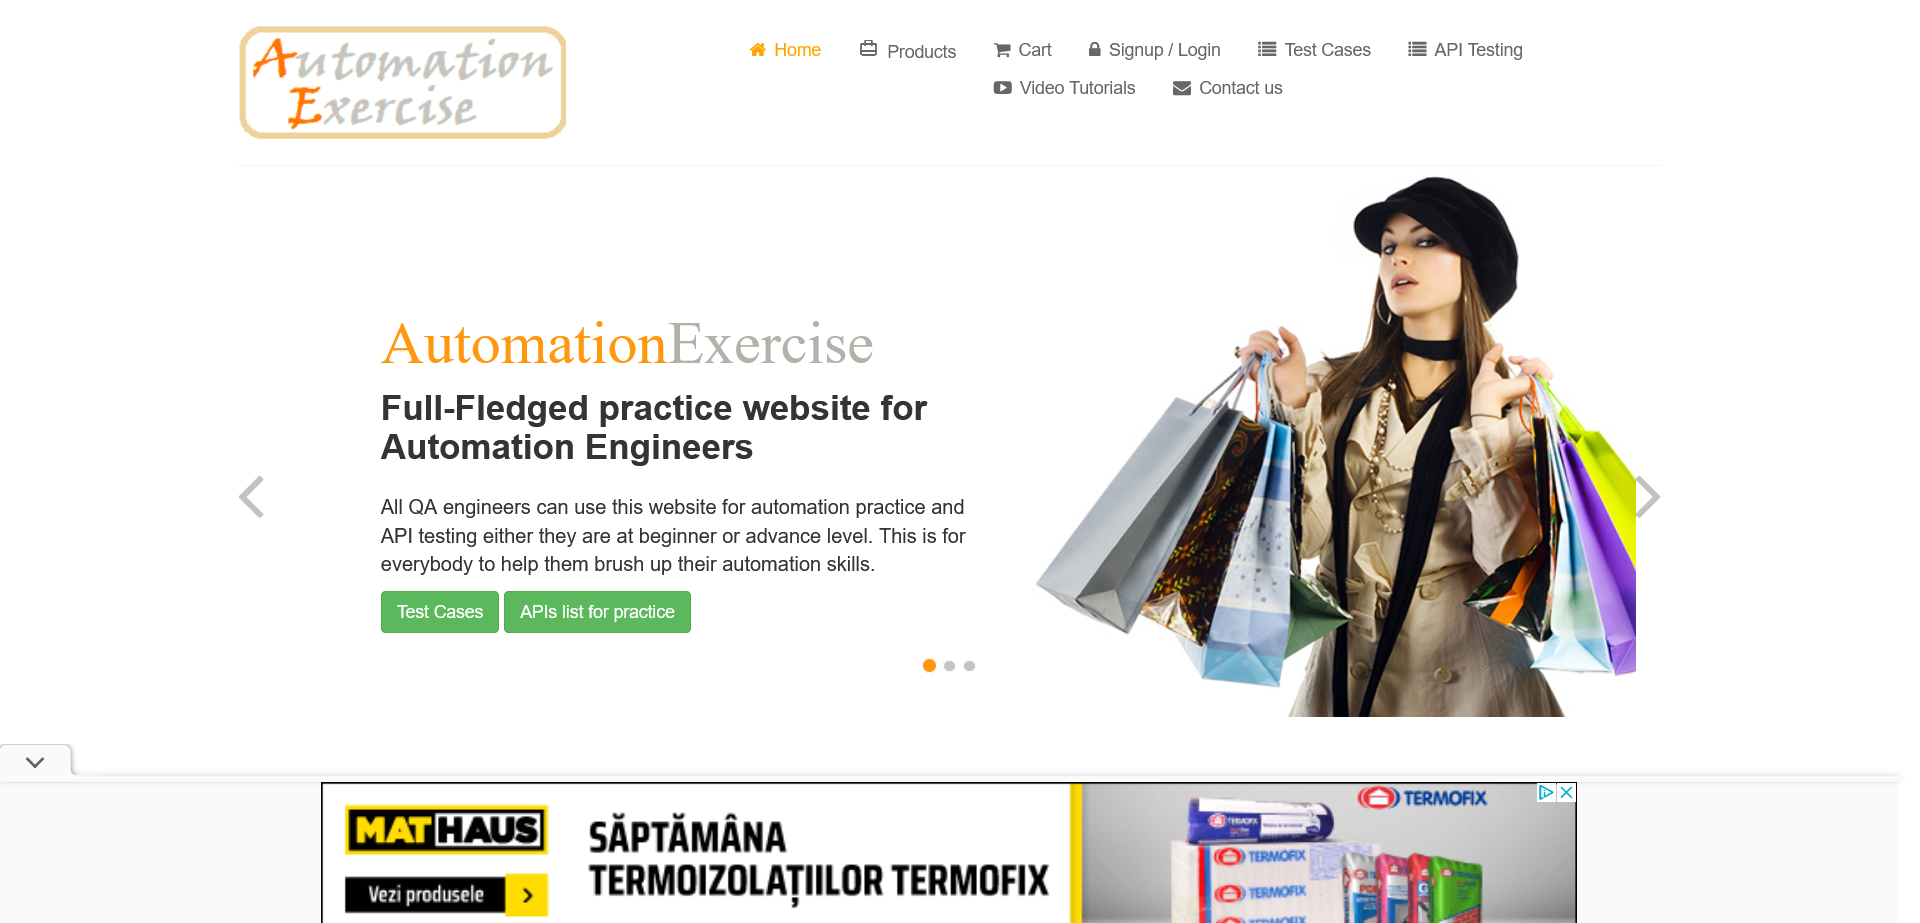 Automation
Exercise
Home
Products
Cart
Signup / Login
Test Cases
API Testing
Video Tutorials
Contact us
AutomationExercise
Full-Fledged practice website for
Automation Engineers
All QA engineers can use this website for automation practice and
API testing either they are at beginner or advance level. This is for
everybody to help them brush up their automation skills.
Test Cases
APIs list for practice
MATHAUS
Vezi produsele
SĂPTĂMÂNA
TERMOIZOLAȚIILOR TERMOFIX
TERMOFIX
TERMOFIX
TERMOFIX
TERMOFIX
TERMOFIX